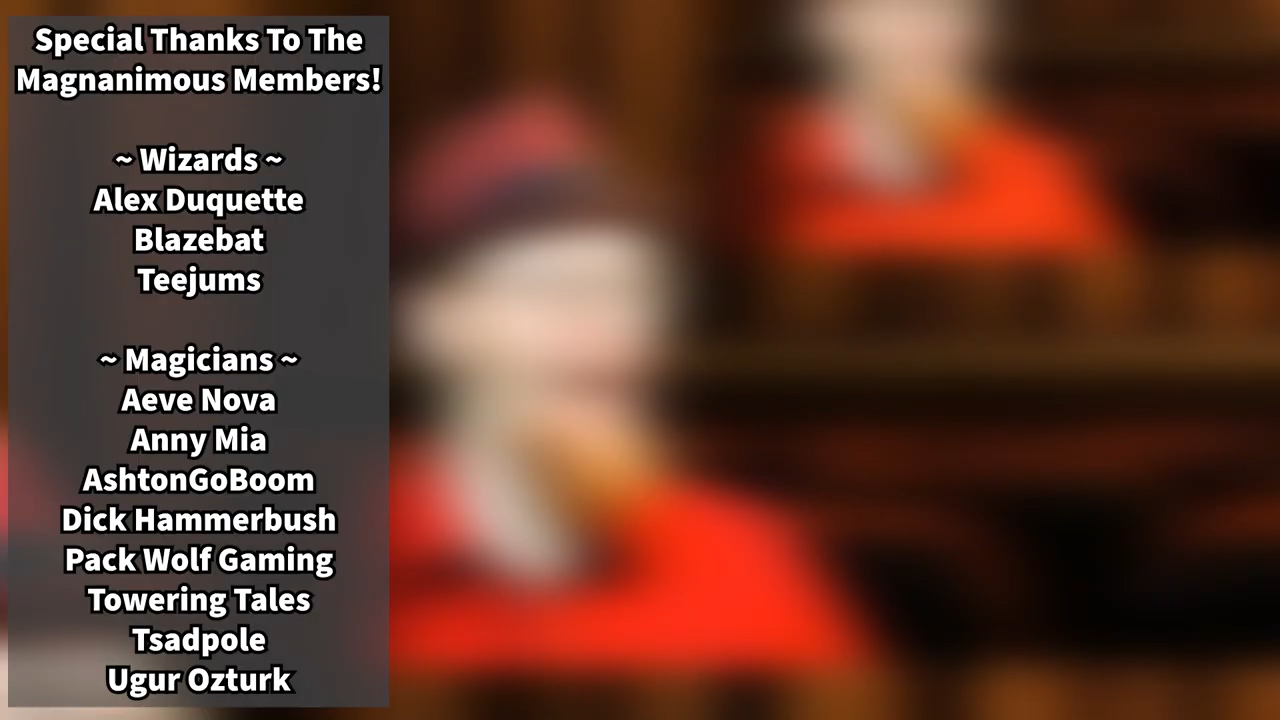 Special Thanks To The
Magnanimous Members!
~ Wizards ~
Alex Duquette
Blazebat
Teejums
~ Magicians ~
Aeve Nova
Anny Mia
AshtonGoBoom
Dick Hammerbush
Pack Wolf Gaming
Towering Tales
Tsadpole
Ugur Ozturk